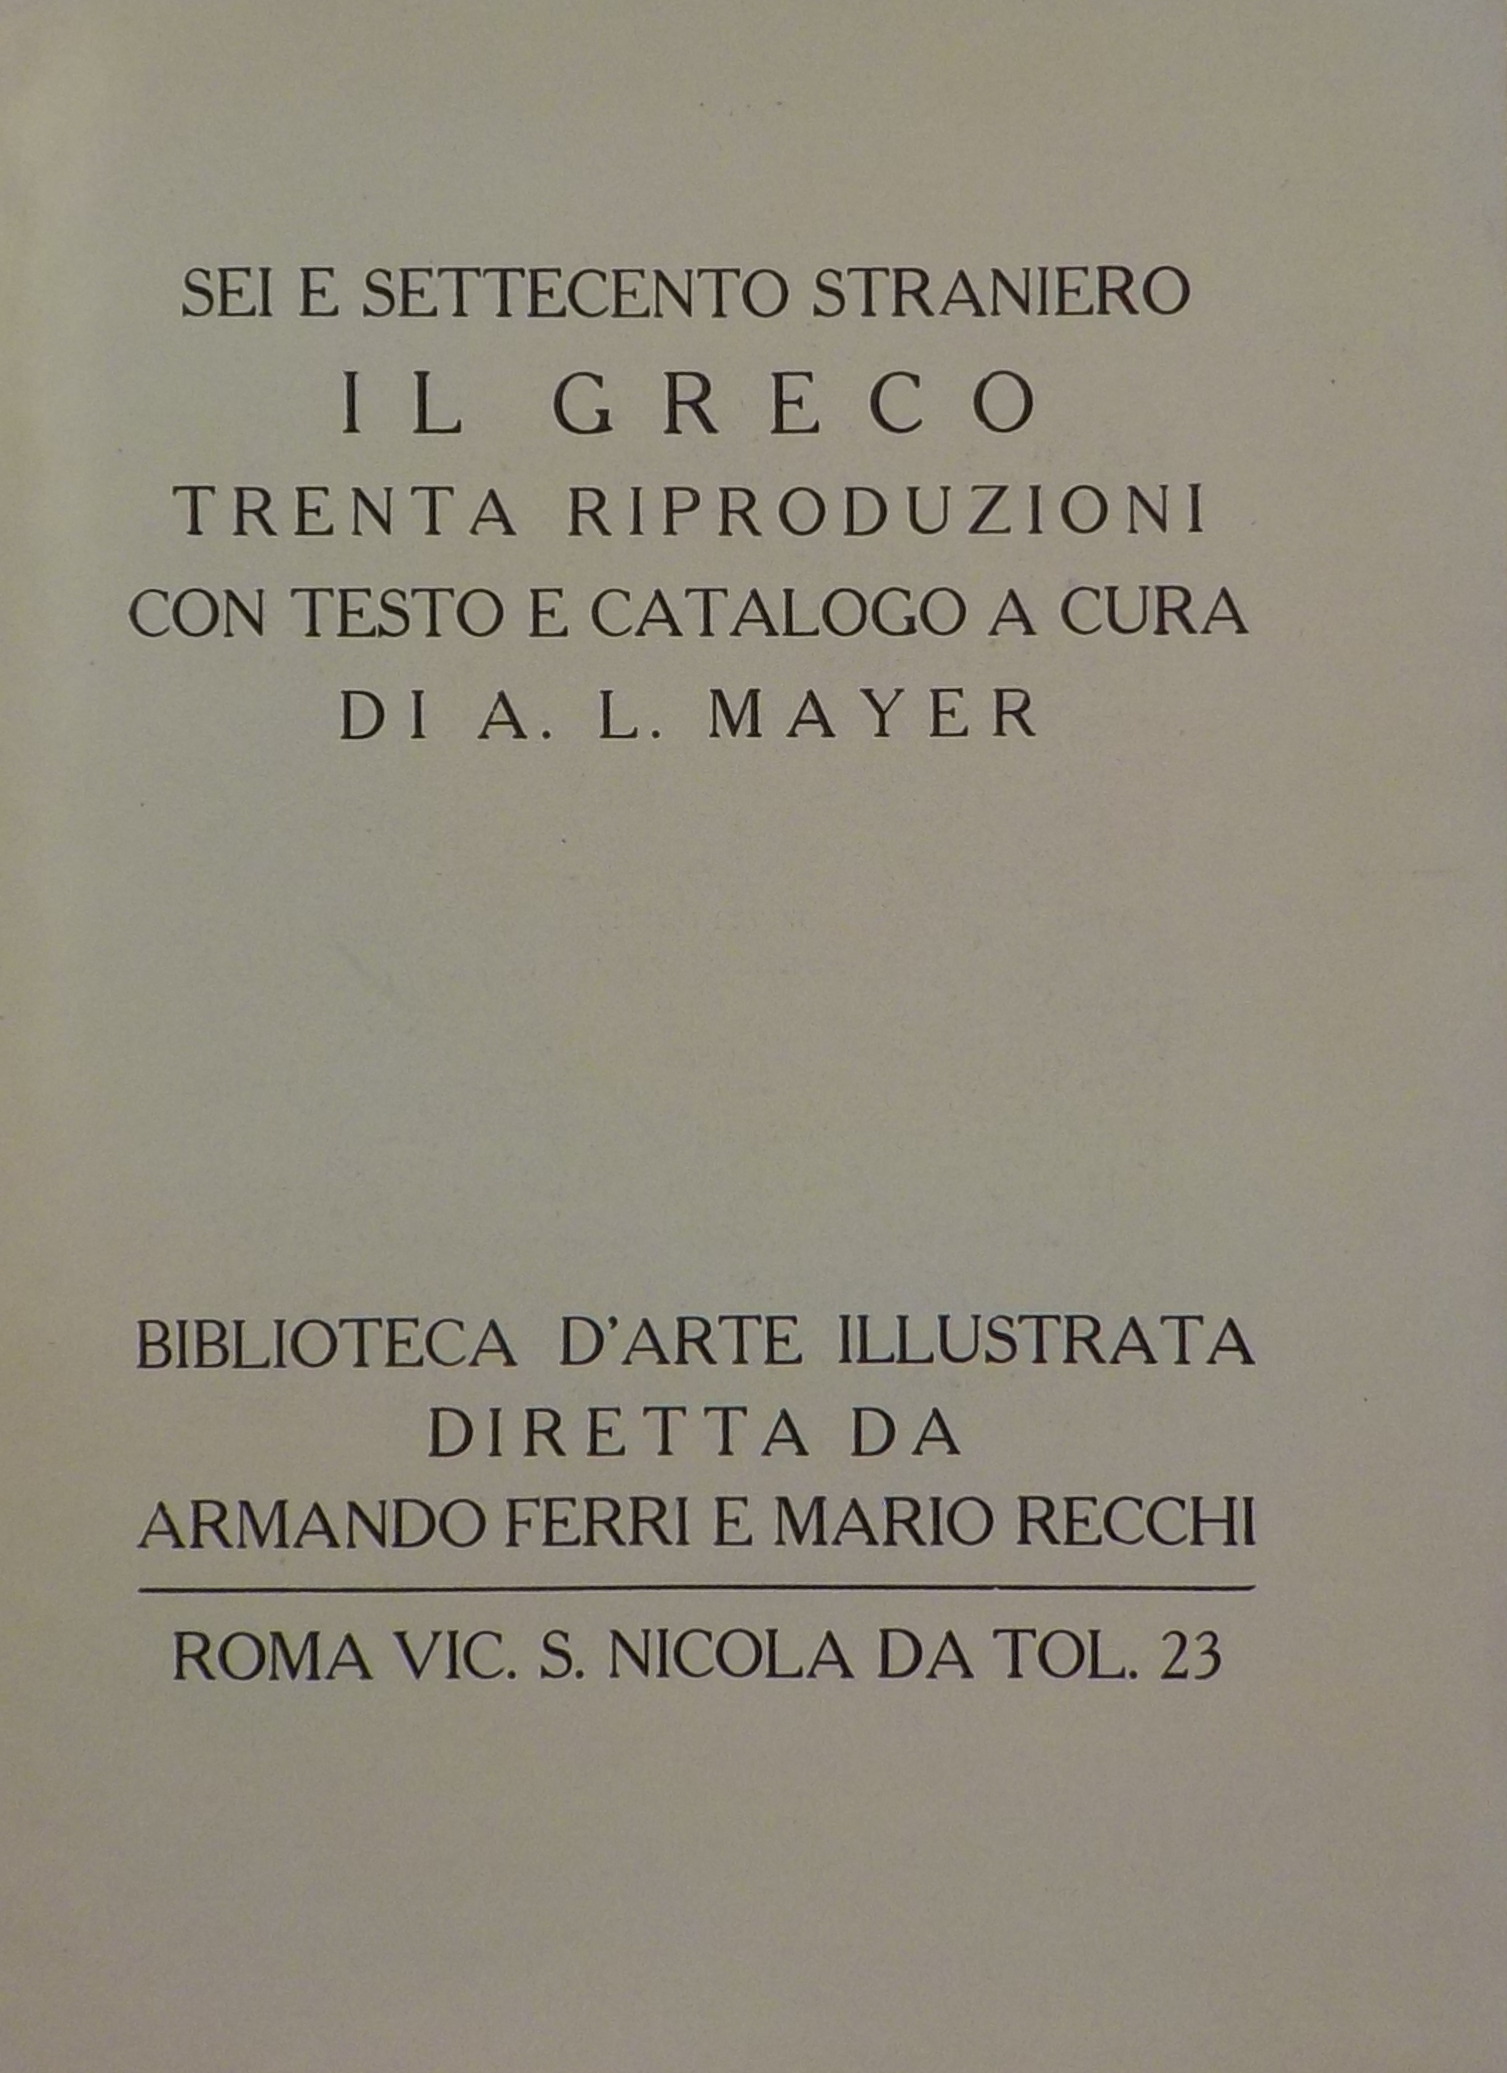 SEI E SETTECENTO STRANIERO
IL GRECO
TRENTA RIPRODUZIONI
CON TESTO E CATALOGO A CURA
DI A. L. MAYER
BIBLIOTECA D'ARTE ILLUSTRATA
DIRETTA DA
ARMANDO FERRI E MARIO RECCHI
ROMA VIC. S. NICOLA DA TOL. 23